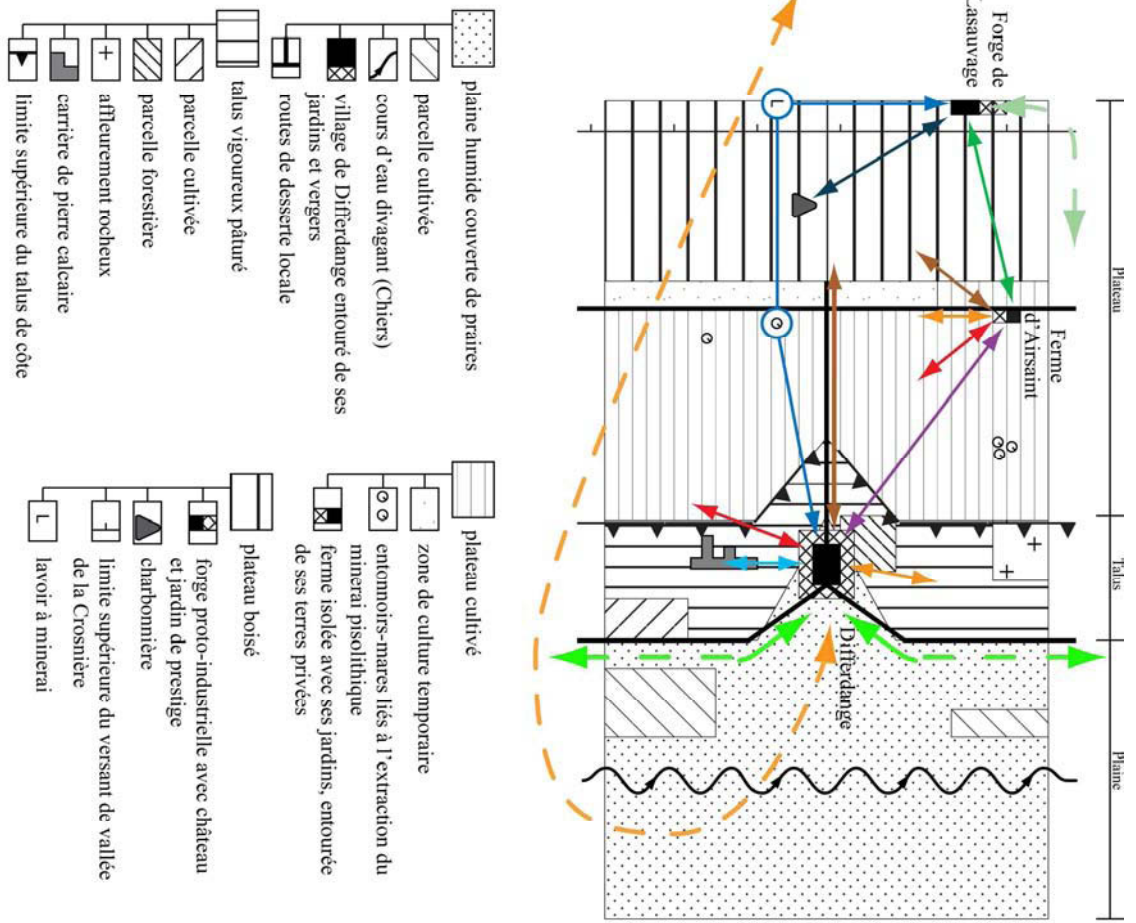 Plateau
Talus
Plaine
Forge de
Lasauvage
Ferme
d'Airsaint
Differdange
L
plaine humide couverte de praires
parcelle cultivée
cours d'eau divagant (Chiers)
village de Differdange entouré de ses
jardins et vergers
routes de desserte locale
talus vigoureux pâturé
parcelle cultivée
parcelle forestière
affleurement rocheux
carrière de pierre calcaire
limite supérieure du talus de côte
plateau cultivé
zone de culture temporaire
entonnoirs-mares liés à l'extraction du
minerai pisolithique
ferme isolée avec ses jardins, entourée
de ses terres privés
plateau boisé
forge proto-industrielle avec château
et jardin de prestige
charbonnière
limite supérieure du versant de vallée
de la Crosnière
L
lavoir à minerai